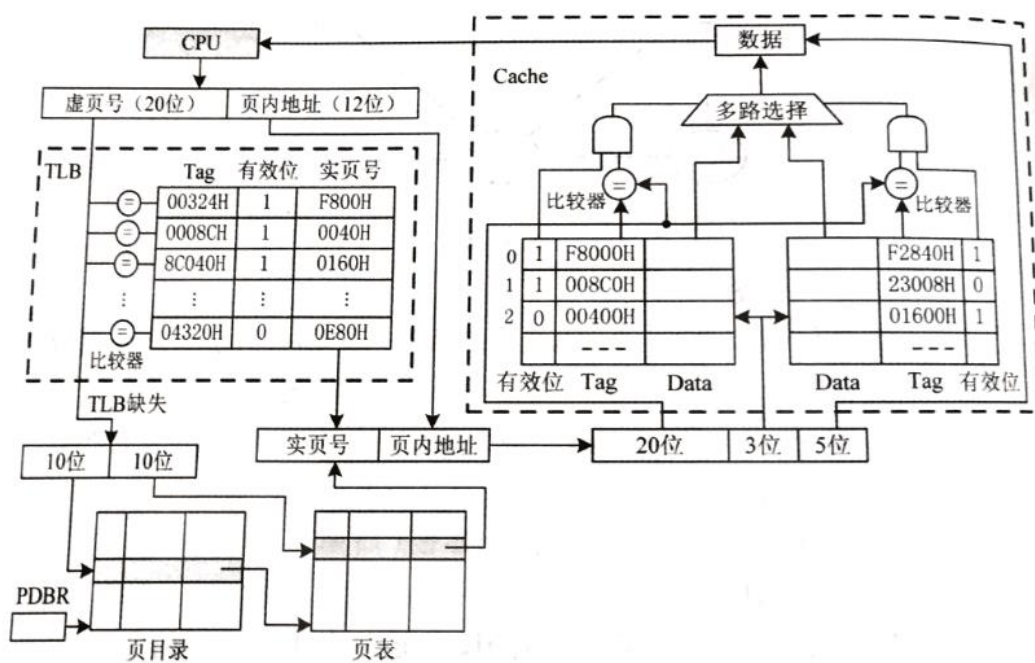 CPU
数据
Cache
虚页号（20位） 页内地址（12位）
多路选择
TLB
Tag 有效位 实页号
= 00324H 1 F800H
= 0008CH 1 0040H
= 8C040H 1 0160H
⋮ ⋮ ⋮ ⋮
= 04320H 0 0E80H
比较器
= 比较器
= 比较器
0 1 F8000H
1 1 008C0H
2 0 00400H
----
有效位 Tag Data
F2840H 1
23008H 0
01600H 1
----
Data Tag 有效位
TLB缺失
10位 10位
实页号 页内地址
20位 3位 5位
PDBR
页目录
页表